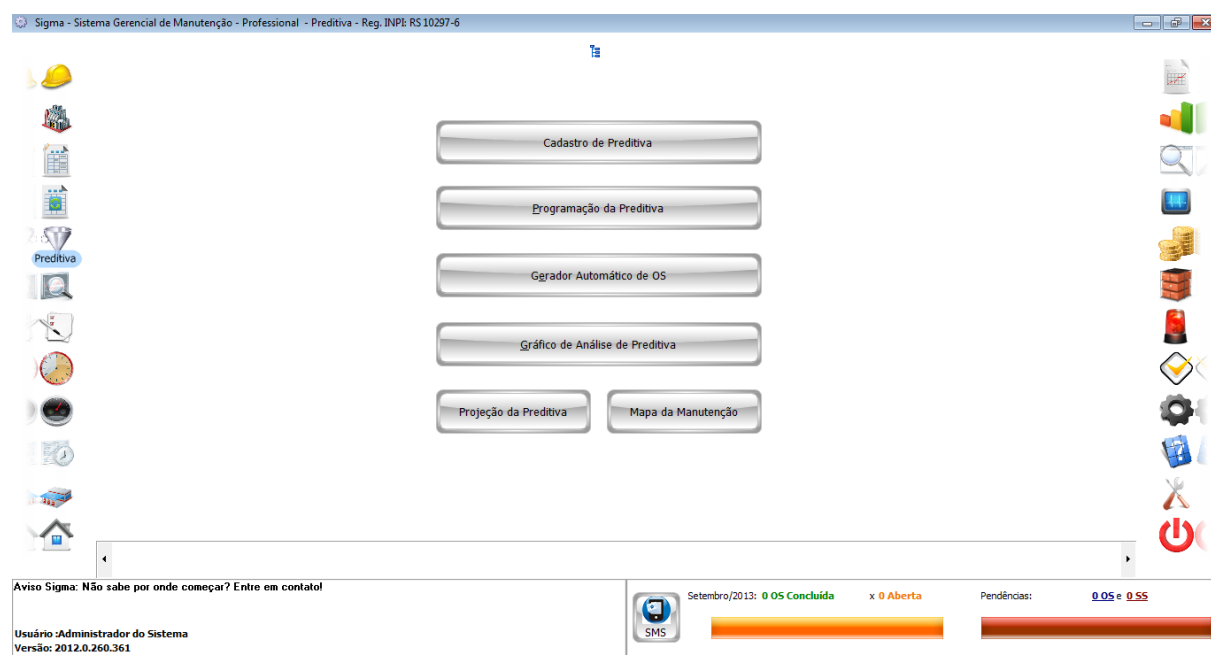 Sigma - Sistema Gerencial de Manutenção - Professional - Preditiva - Reg. INPI: RS 10297-6
Cadastro de Preditiva
Programação da Preditiva
Preditiva
Gerador Automático de OS
Gráfico de Análise de Preditiva
Projeção da Preditiva Mapa da Manutenção
Aviso Sigma: Não sabe por onde começar? Entre em contato!
Setembro/2013: 0 OS Concluída x 0 Aberta Pendências: 0 OS e 0 SS
SMS
Usuário :Administrador do Sistema
Versão: 2012.0.260.361